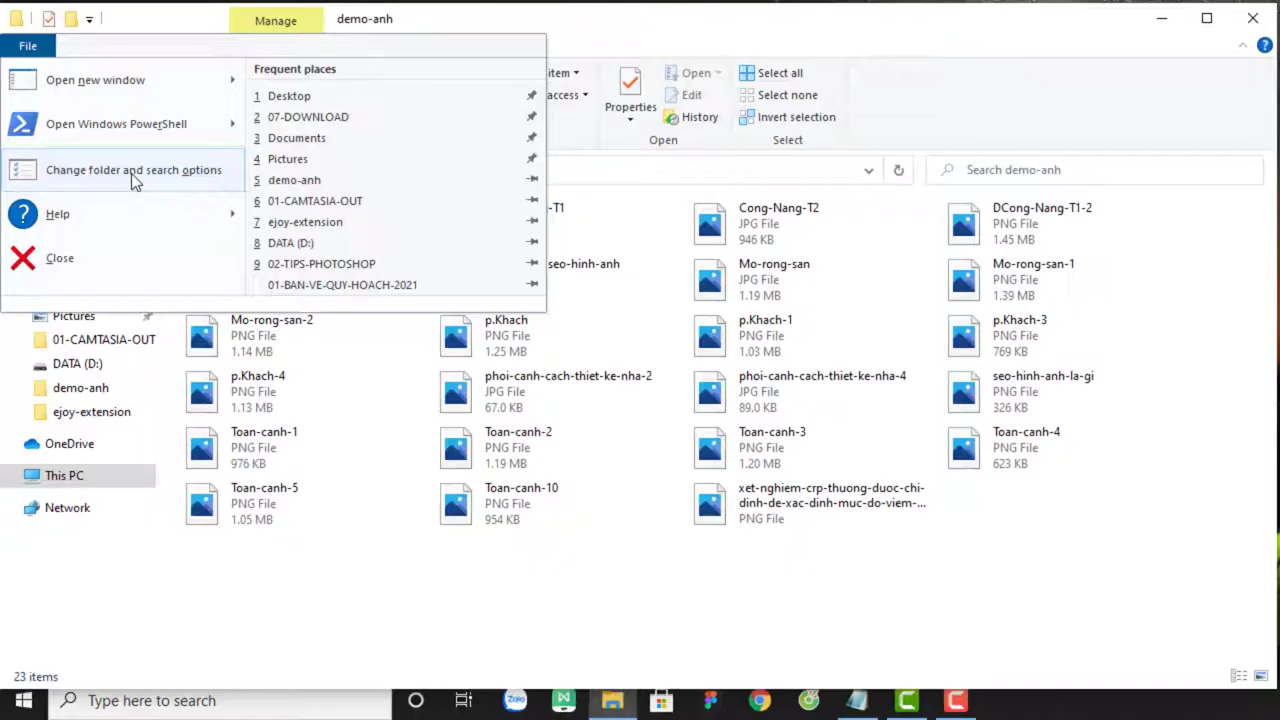 Manage
demo-anh
File
Open new window
Open Windows PowerShell
Change folder and search options
Help
Close
Frequent places
1 Desktop
2 07-DOWNLOAD
3 Documents
4 Pictures
5 demo-anh
6 01-CAMTASIA-OUT
7 ejoy-extension
8 DATA (D:)
9 02-TIPS-PHOTOSHOP
01-BAN-VE-QUY-HOACH-2021
item
access
Properties
Open
Edit
History
Open
Select all
Select none
Invert selection
Select
Search demo-anh
Pictures
01-CAMTASIA-OUT
DATA (D:)
demo-anh
ejoy-extension
OneDrive
This PC
Network
-T1
Cong-Nang-T2
JPG File
946 KB
DCong-Nang-T1-2
PNG File
1.45 MB
seo-hinh-anh
Mo-rong-san
JPG File
1.19 MB
Mo-rong-san-1
PNG File
1.39 MB
Mo-rong-san-2
PNG File
1.14 MB
p.Khach
PNG File
1.25 MB
p.Khach-1
PNG File
1.03 MB
p.Khach-3
PNG File
769 KB
p.Khach-4
PNG File
1.13 MB
phoi-canh-cach-thiet-ke-nha-2
JPG File
67.0 KB
phoi-canh-cach-thiet-ke-nha-4
JPG File
89.0 KB
seo-hinh-anh-la-gi
PNG File
326 KB
Toan-canh-1
PNG File
976 KB
Toan-canh-2
PNG File
1.19 MB
Toan-canh-3
PNG File
1.20 MB
Toan-canh-4
PNG File
623 KB
Toan-canh-5
PNG File
1.05 MB
Toan-canh-10
PNG File
954 KB
xet-nghiem-crp-thuong-duoc-chi-
dinh-de-xac-dinh-muc-do-viem-...
PNG File
23 items
Type here to search
Zalo